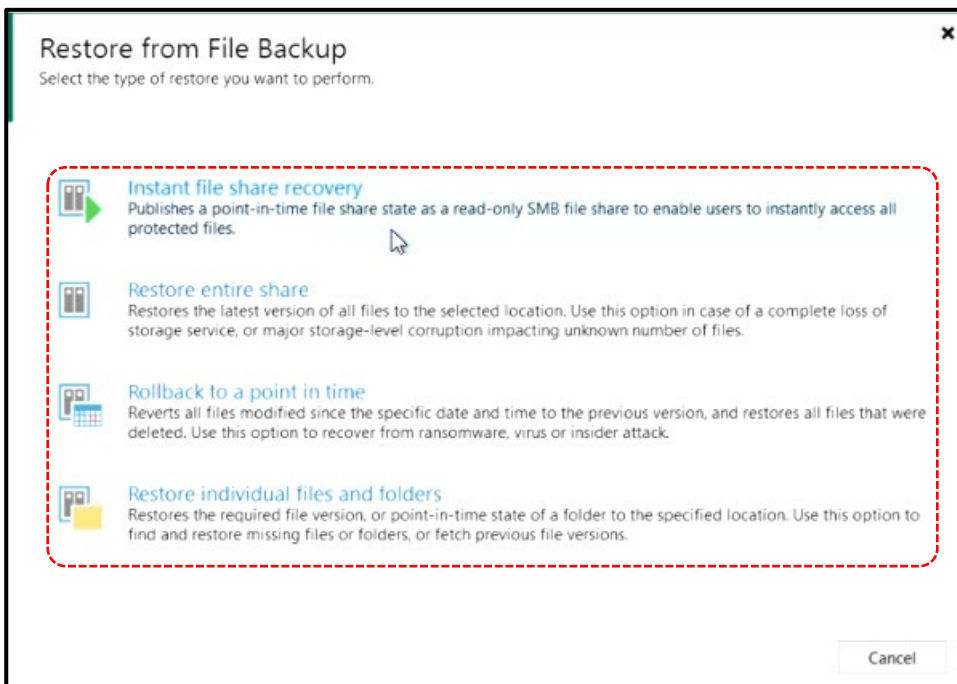 Restore from File Backup
Select the type of restore you want to perform.
Instant file share recovery
Publishes a point-in-time file share state as a read-only SMB file share to enable users to instantly access all
protected files.
Restore entire share
Restores the latest version of all files to the selected location. Use this option in case of a complete loss of
storage service, or major storage-level corruption impacting unknown number of files.
Rollback to a point in time
Reverts all files modified since the specific date and time to the previous version, and restores all files that were
deleted. Use this option to recover from ransomware, virus or insider attack.
Restore individual files and folders
Restores the required file version, or point-in-time state of a folder to the specified location. Use this option to
find and restore missing files or folders, or fetch previous file versions.
Cancel